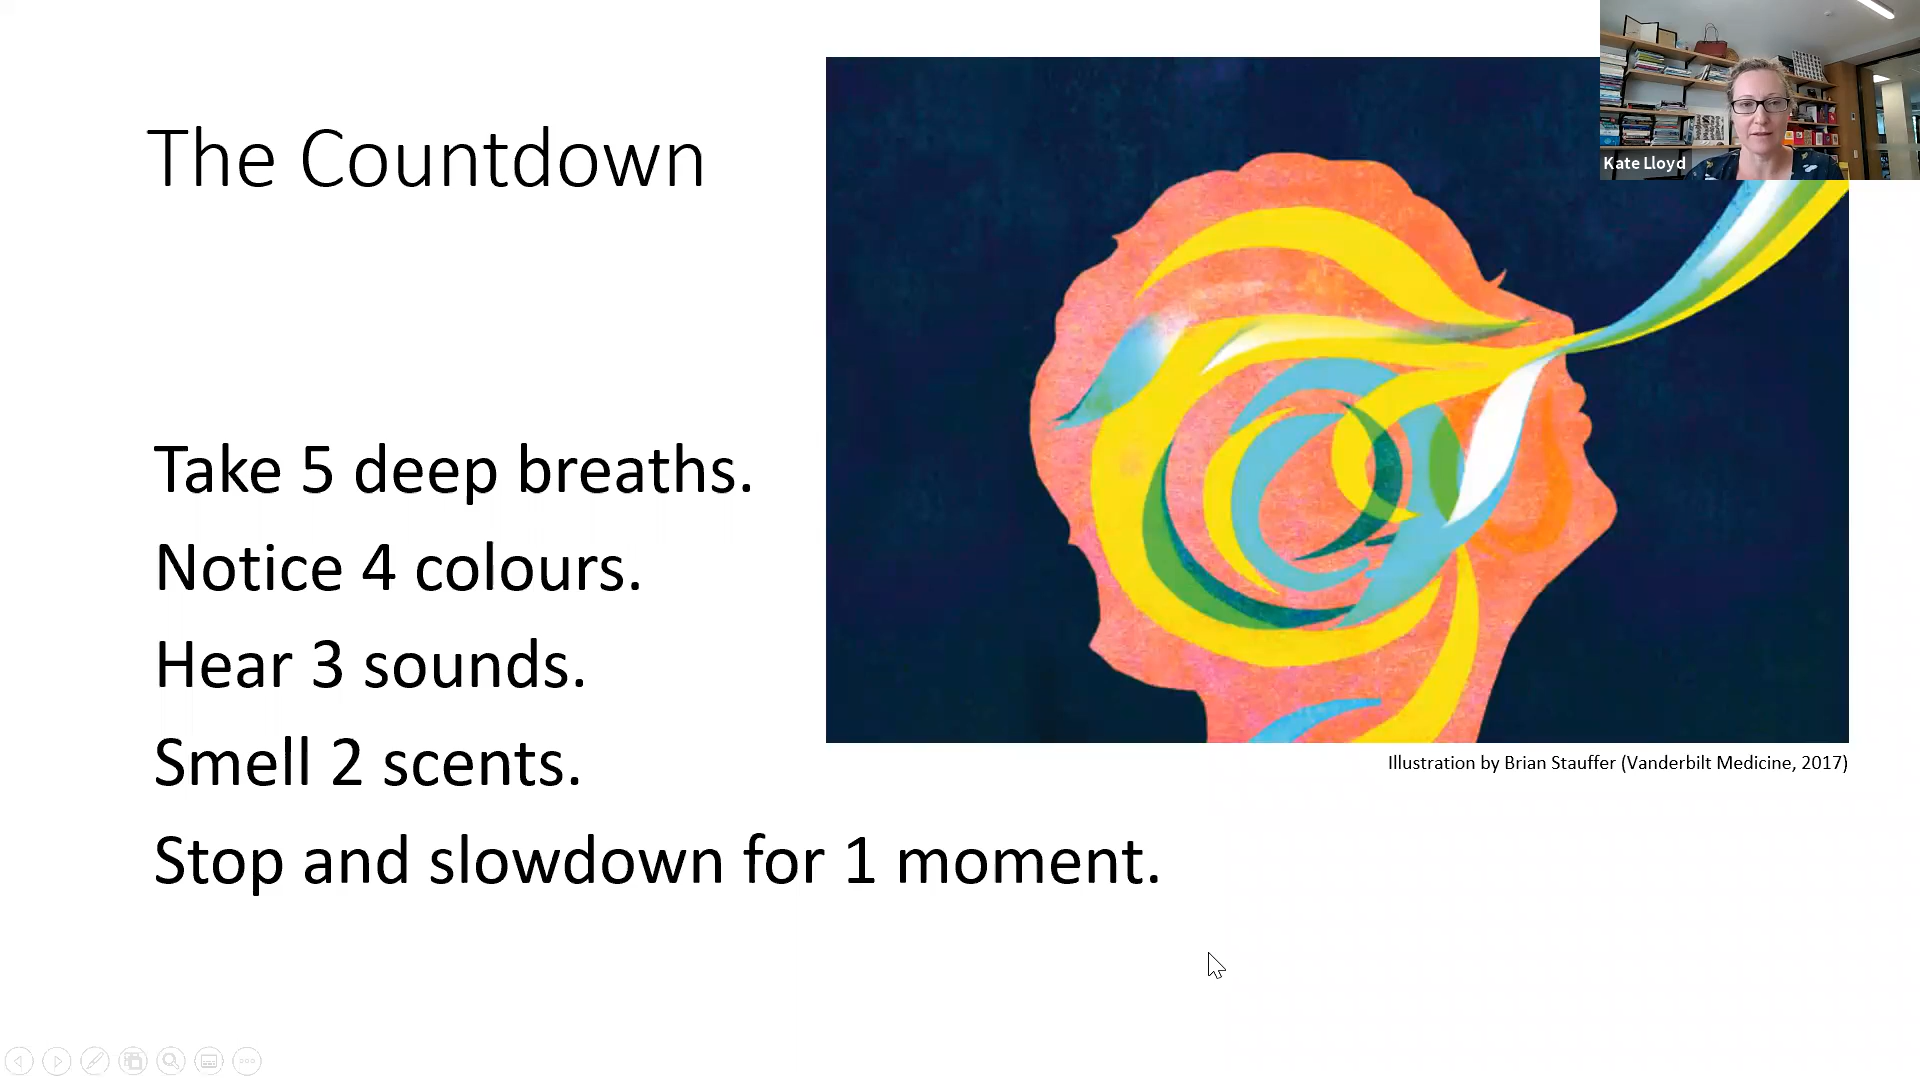 The Countdown
Take 5 deep breaths.
Notice 4 colours.
Hear 3 sounds.
Smell 2 scents.
Stop and slowdown for 1 moment.
Kate Lloyd
Illustration by Brian Stauffer (Vanderbilt Medicine, 2017)